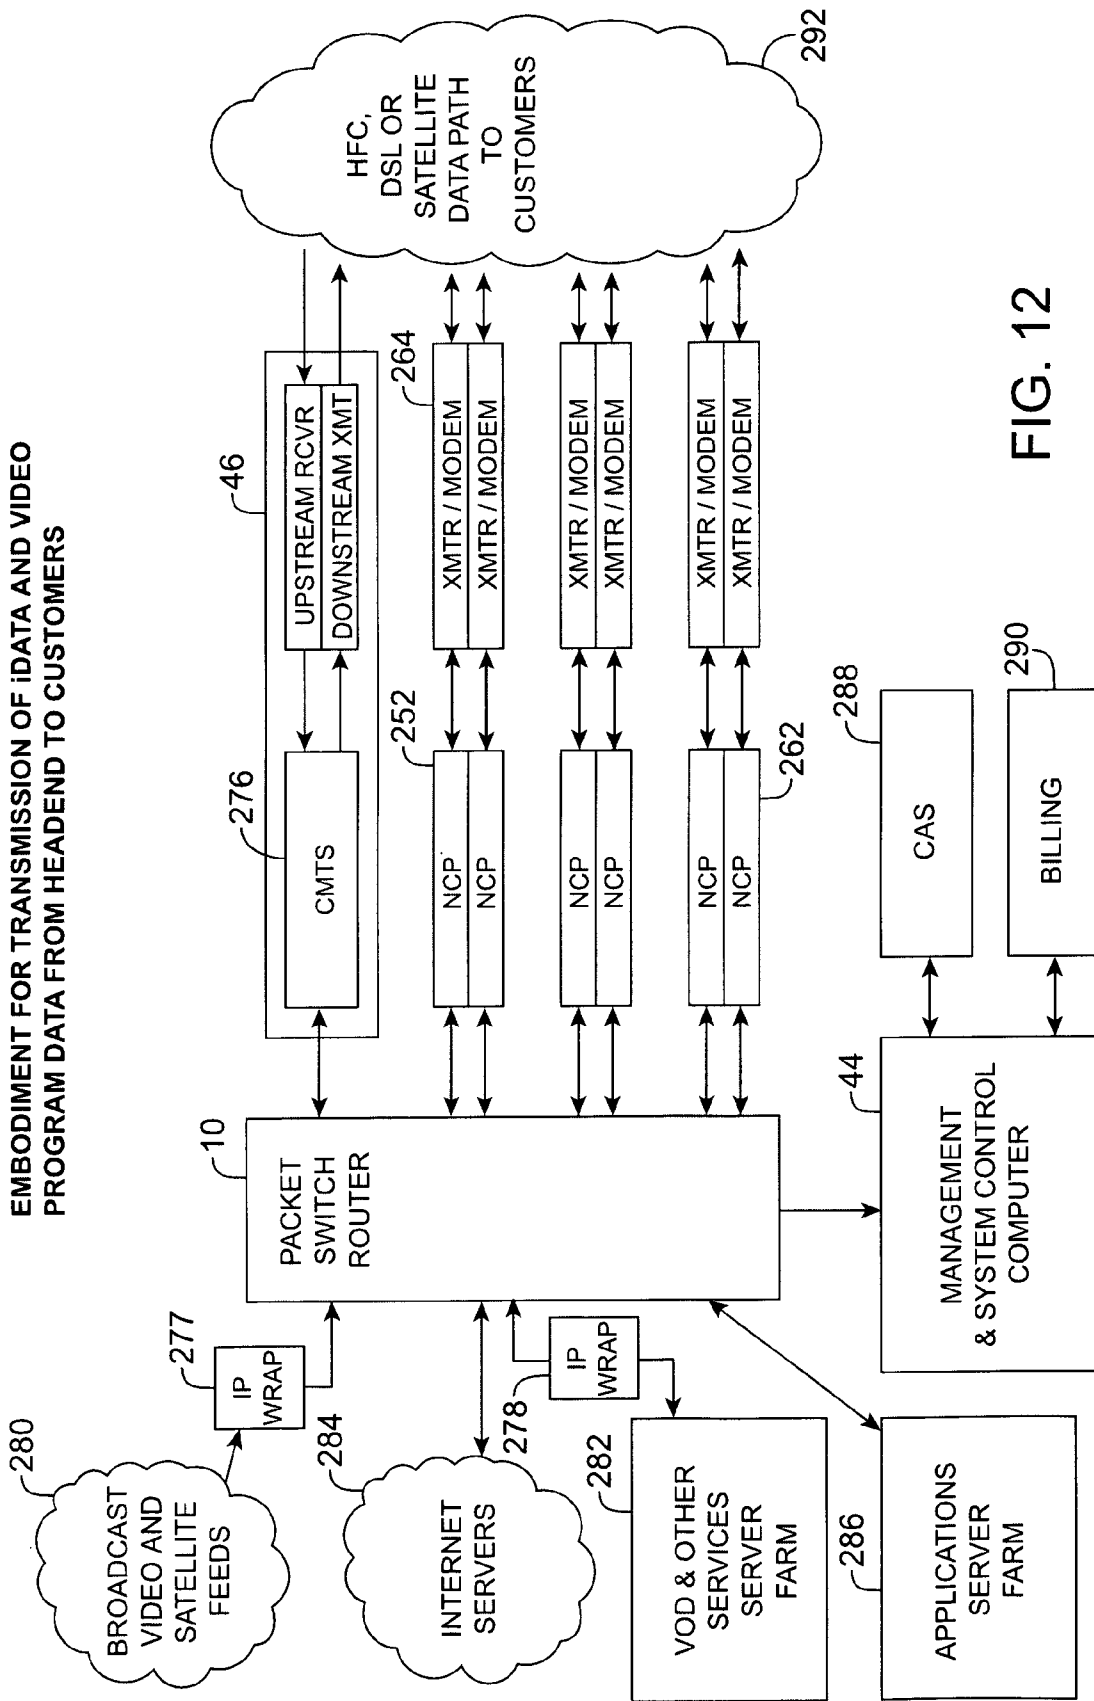 EMBODIMENT FOR TRANSMISSION OF iDATA AND VIDEO
PROGRAM DATA FROM HEADEND TO CUSTOMERS
280
BROADCAST
VIDEO AND
SATELLITE
FEEDS
277
IP
WRAP
284
INTERNET
SERVERS
278
IP
WRAP
282
VOD & OTHER
SERVICES
SERVER
FARM
286
APPLICATIONS
SERVER
FARM
10
PACKET
SWITCH
ROUTER
44
MANAGEMENT
& SYSTEM CONTROL
COMPUTER
276
CMTS
46
UPSTREAM RCVR
DOWNSTREAM XMT
252
NCP
NCP
264
XMTR / MODEM
XMTR / MODEM
NCP
NCP
XMTR / MODEM
XMTR / MODEM
NCP
NCP
262
XMTR / MODEM
XMTR / MODEM
288
CAS
290
BILLING
HFC,
DSL OR
SATELLITE
DATA PATH
TO
CUSTOMERS
292
FIG. 12